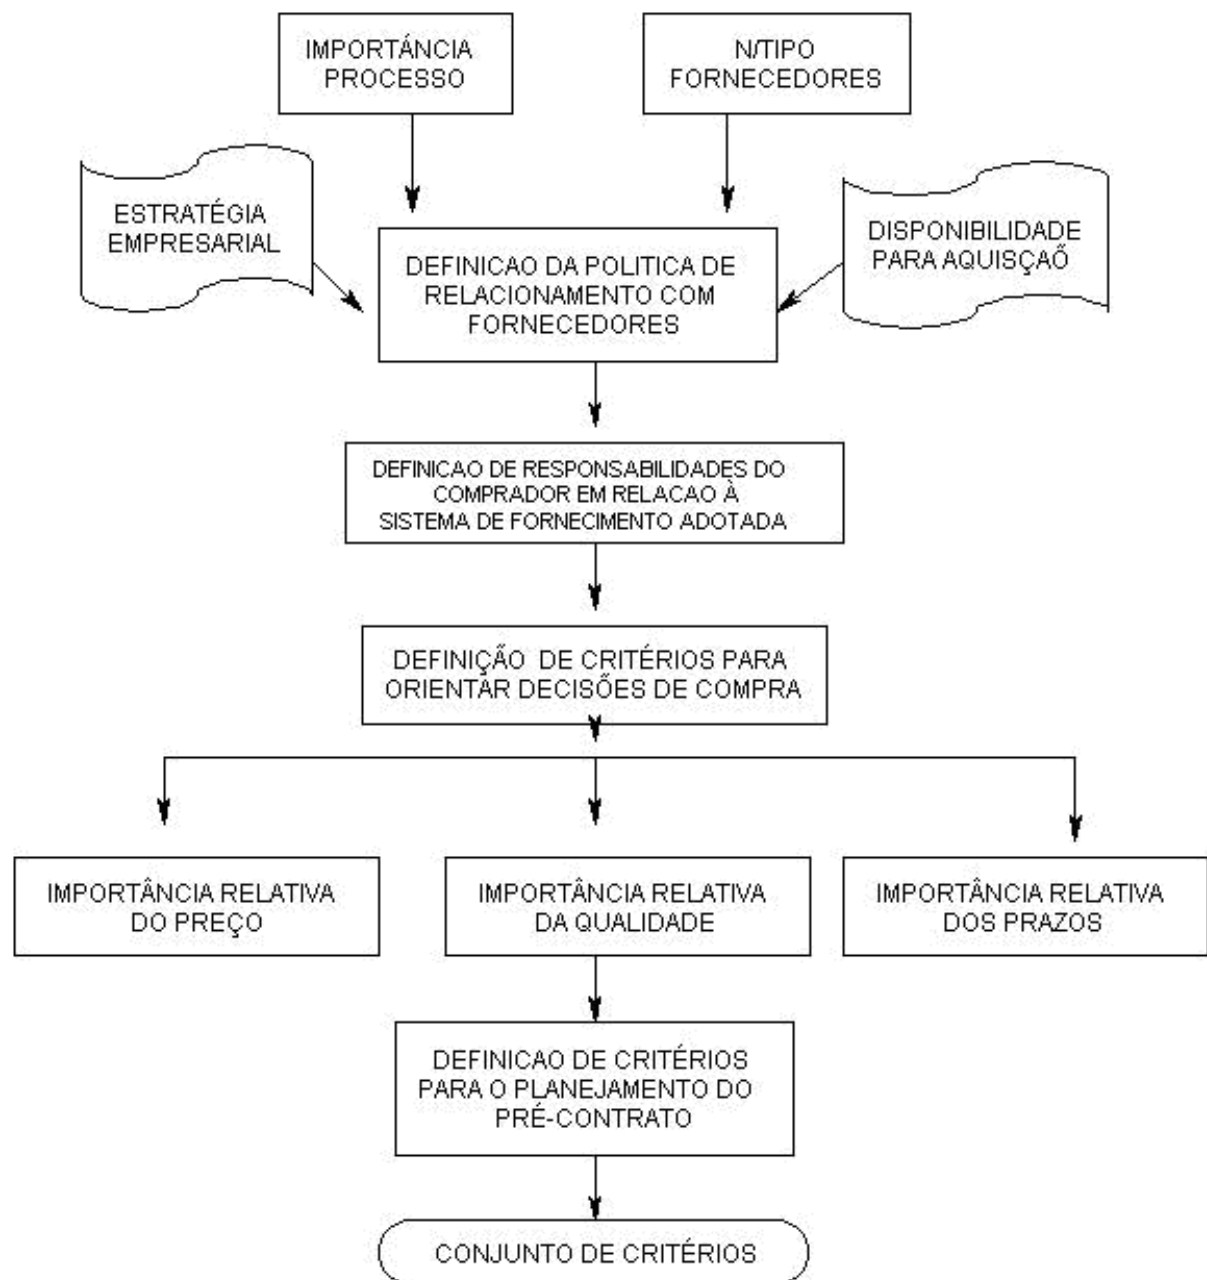 IMPORTÁNCIA
PROCESSO
N/TIPO
FORNECEDORES
ESTRATÉGIA
EMPRESARIAL
DISPONIBILIDADE
PARA AQUISÇAÕ
DEFINICAO DA POLITICA DE
RELACIONAMENTO COM
FORNECEDORES
DEFINICAO DE RESPONSABILIDADES DO
COMPRADOR EM RELACAO À
SISTEMA DE FORNECIMENTO ADOTADA
DEFINIÇÃO DE CRITÉRIOS PARA
ORIENTAR DECISÕES DE COMPRA
IMPORTÂNCIA RELATIVA
DO PREÇO
IMPORTÂNCIA RELATIVA
DA QUALIDADE
IMPORTÂNCIA RELATIVA
DOS PRAZOS
DEFINICAO DE CRITÉRIOS
PARA O PLANEJAMENTO DO
PRÉ-CONTRATO
CONJUNTO DE CRITÉRIOS